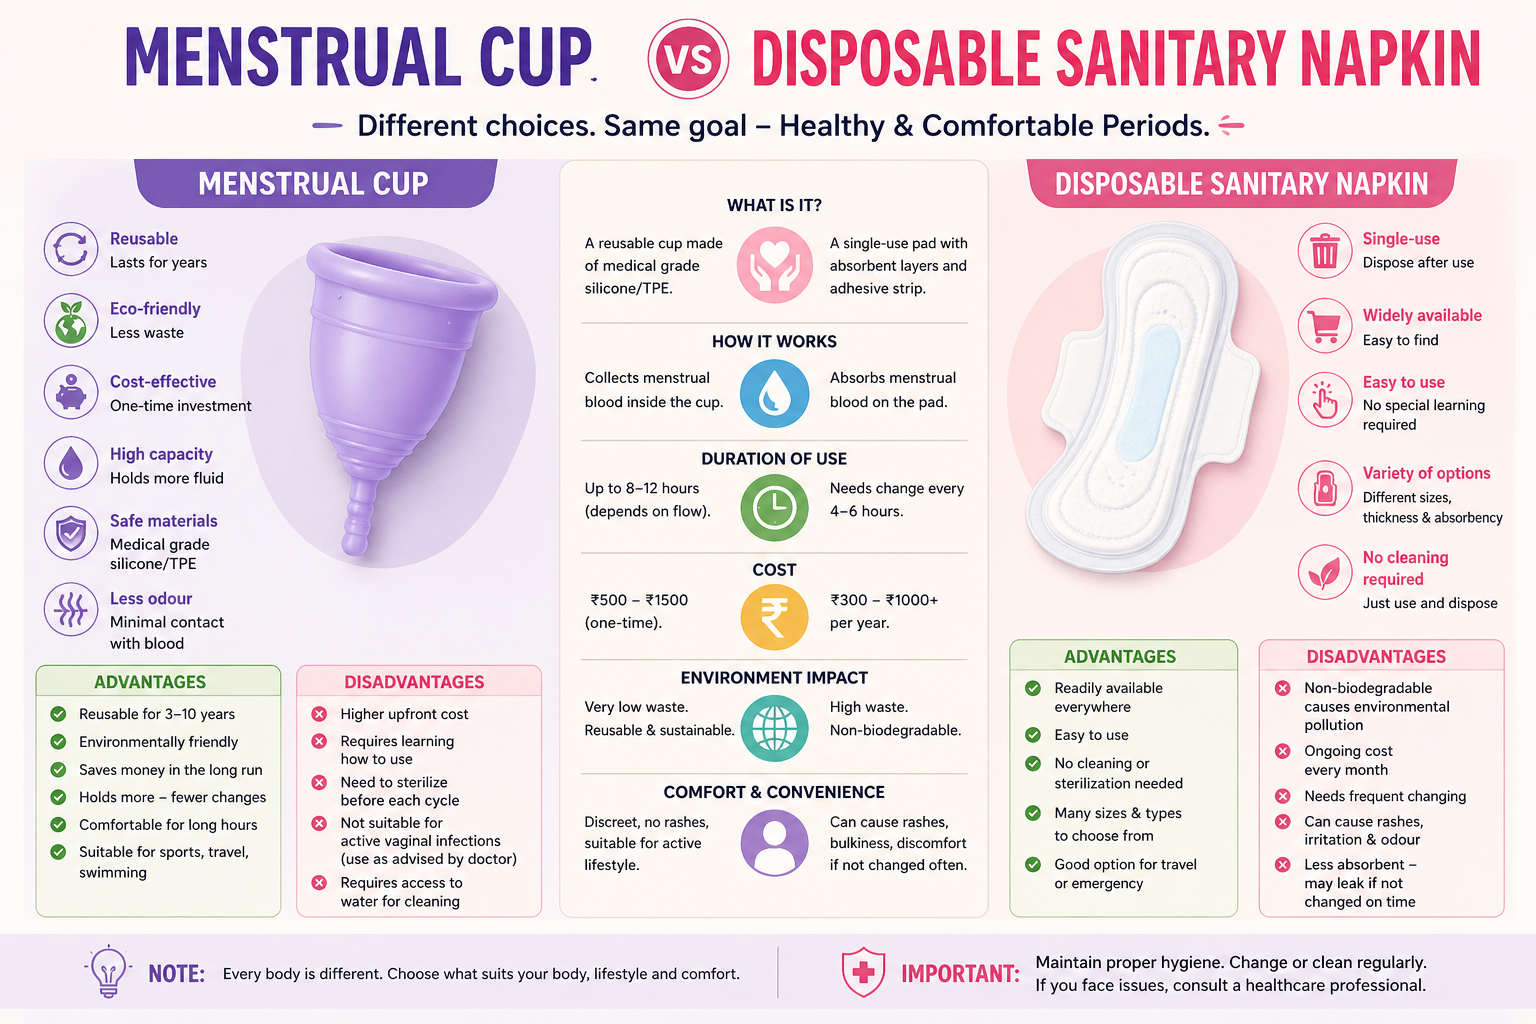 MENSTRUAL CUP.
VS
DISPOSABLE SANITARY NAPKIN
Different choices. Same goal – Healthy & Comfortable Periods.
MENSTRUAL CUP
Reusable
Lasts for years
Eco-friendly
Less waste
Cost-effective
One-time investment
High capacity
Holds more fluid
Safe materials
Medical grade
silicone/TPE
Less odour
Minimal contact
with blood
ADVANTAGES
Reusable for 3–10 years
Environmentally friendly
Saves money in the long run
Holds more – fewer changes
Comfortable for long hours
Suitable for sports, travel,
swimming
DISADVANTAGES
Higher upfront cost
Requires learning
how to use
Need to sterilize
before each cycle
Not suitable for
active vaginal infections
(use as advised by doctor)
Requires access to
water for cleaning
WHAT IS IT?
A reusable cup made
of medical grade
silicone/TPE.
A single-use pad with
absorbent layers and
adhesive strip.
HOW IT WORKS
Collects menstrual
blood inside the cup.
Absorbs menstrual
blood on the pad.
DURATION OF USE
Up to 8–12 hours
(depends on flow).
Needs change every
4–6 hours.
COST
₹500 – ₹1500
(one-time).
₹
₹300 – ₹1000+
per year.
ENVIRONMENT IMPACT
Very low waste.
Reusable & sustainable.
High waste.
Non-biodegradable.
COMFORT & CONVENIENCE
Discreet, no rashes,
suitable for active
lifestyle.
Can cause rashes,
bulkiness, discomfort
if not changed often.
DISPOSABLE SANITARY NAPKIN
Single-use
Dispose after use
Widely available
Easy to find
Easy to use
No special learning
required
Variety of options
Different sizes,
thickness & absorbency
No cleaning
required
Just use and dispose
ADVANTAGES
Readily available
everywhere
Easy to use
No cleaning or
sterilization needed
Many sizes & types
to choose from
Good option for travel
or emergency
DISADVANTAGES
Non-biodegradable
causes environmental
pollution
Ongoing cost
every month
Needs frequent changing
Can cause rashes,
irritation & odour
Less absorbent –
may leak if not
changed on time
NOTE:
Every body is different. Choose what suits your body, lifestyle and comfort.
IMPORTANT:
Maintain proper hygiene. Change or clean regularly.
If you face issues, consult a healthcare professional.